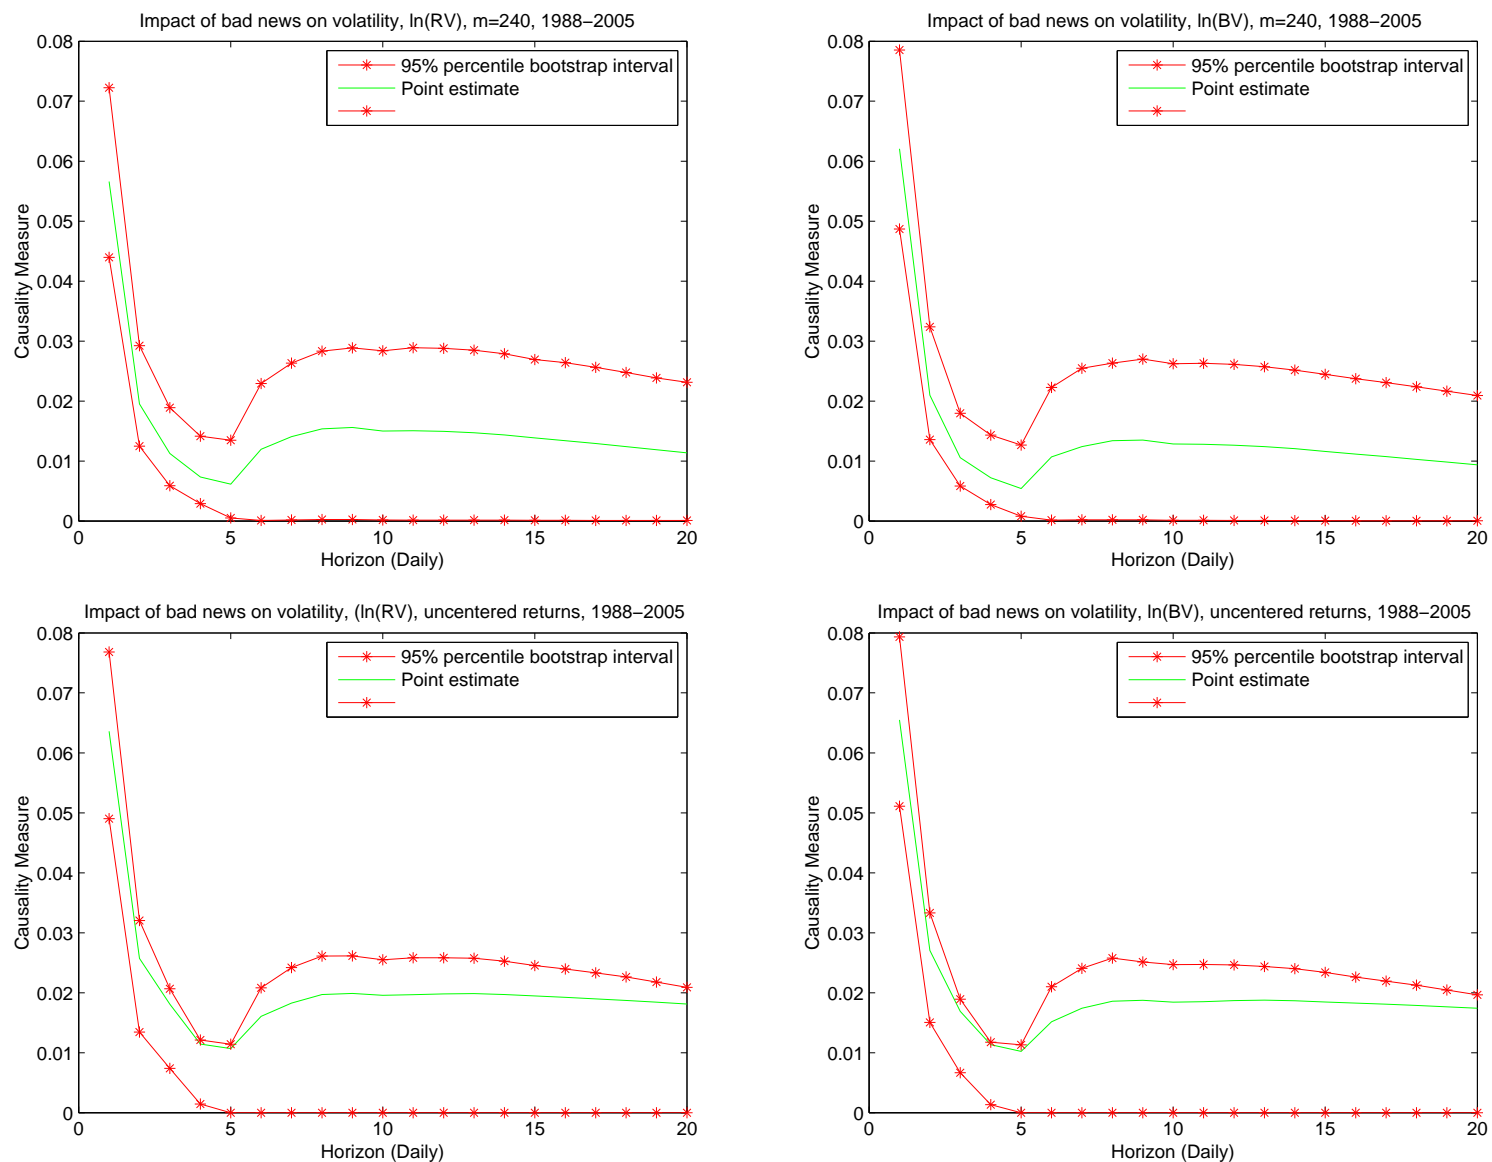 Impact of bad news on volatility, ln(RV), m=240, 1988−2005
0.08
0.07
0.06
0.05
0.04
0.03
0.02
0.01
0
Causality Measure
95% percentile bootstrap interval
Point estimate
0 5 10 15 20
Horizon (Daily)
Impact of bad news on volatility, ln(BV), m=240, 1988−2005
0.08
0.07
0.06
0.05
0.04
0.03
0.02
0.01
0
Causality Measure
95% percentile bootstrap interval
Point estimate
0 5 10 15 20
Horizon (Daily)
Impact of bad news on volatility, (ln(RV), uncentered returns, 1988−2005
0.08
0.07
0.06
0.05
0.04
0.03
0.02
0.01
0
Causality Measure
95% percentile bootstrap interval
Point estimate
0 5 10 15 20
Horizon (Daily)
Impact of bad news on volatility, ln(BV), uncentered returns, 1988−2005
0.08
0.07
0.06
0.05
0.04
0.03
0.02
0.01
0
Causality Measure
95% percentile bootstrap interval
Point estimate
0 5 10 15 20
Horizon (Daily)